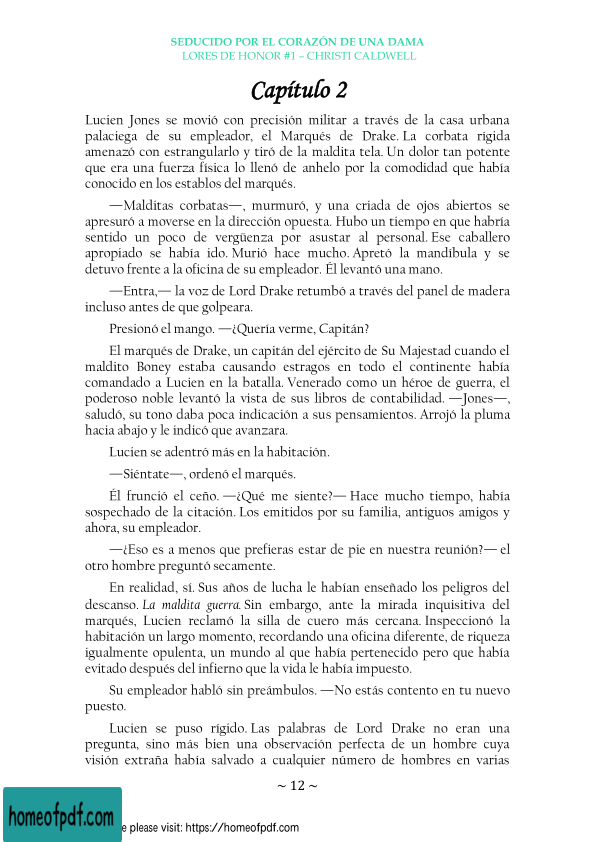 SEDUCIDO POR EL CORAZÓN DE UNA DAMA
LORES DE HONOR #1 – CHRISTI CALDWELL
Capítulo 2
Lucien Jones se movió con precisión militar a través de la casa urbana
palaciega de su empleador, el Marqués de Drake. La corbata rígida
amenazó con estrangularlo y tiró de la maldita tela. Un dolor tan potente
que era una fuerza física lo llenó de anhelo por la comodidad que había
conocido en los establos del marqués.
—Malditas corbatas—, murmuró, y una criada de ojos abiertos se
apresuró a moverse en la dirección opuesta. Hubo un tiempo en que habría
sentido un poco de vergüenza por asustar al personal. Ese caballero
apropiado se había ido. Murió hace mucho. Apretó la mandíbula y se
detuvo frente a la oficina de su empleador. Él levantó una mano.
—Entra,— la voz de Lord Drake retumbó a través del panel de madera
incluso antes de que golpeara.
Presionó el mango. —¿Quería verme, Capitán?
El marqués de Drake, un capitán del ejército de Su Majestad cuando el
maldito Boney estaba causando estragos en todo el continente había
comandado a Lucien en la batalla. Venerado como un héroe de guerra, el
poderoso noble levantó la vista de sus libros de contabilidad. —Jones—,
saludó, su tono daba poca indicación a sus pensamientos. Arrojó la pluma
hacia abajo y le indicó que avanzara.
Lucien se adentró más en la habitación.
—Siéntate—, ordenó el marqués.
Él frunció el ceño. —¿Qué me siente?— Hace mucho tiempo, había
sospechado de la citación. Los emitidos por su familia, antiguos amigos y
ahora, su empleador.
—¿Eso es a menos que prefieras estar de pie en nuestra reunión?— el
otro hombre preguntó secamente.
En realidad, sí. Sus años de lucha le habían enseñado los peligros del
descanso. La maldita guerra. Sin embargo, ante la mirada inquisitiva del
marqués, Lucien reclamó la silla de cuero más cercana. Inspeccionó la
habitación un largo momento, recordando una oficina diferente, de riqueza
igualmente opulenta, un mundo al que había pertenecido pero que había
evitado después del infierno que la vida le había impuesto.
Su empleador habló sin preámbulos. —No estás contento en tu nuevo
puesto.
Lucien se puso rígido. Las palabras de Lord Drake no eran una
pregunta, sino más bien una observación perfecta de un hombre cuya
visión extraña había salvado a cualquier número de hombres en varias
~ 12 ~
homeofpdf.com
e please visit: https://homeofpdf.com